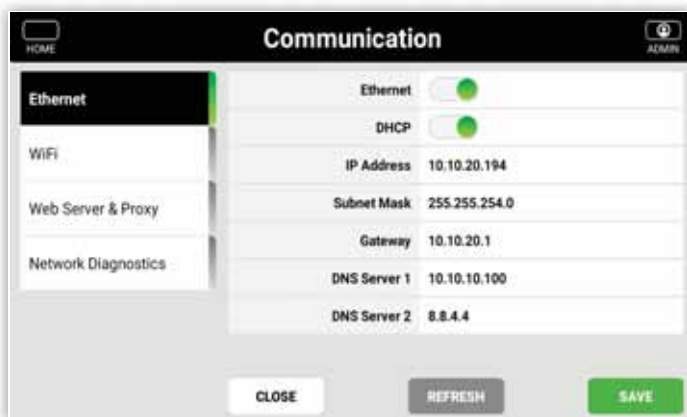 Communication
HOME
ADMIN
Ethernet
WiFi
Web Server & Proxy
Network Diagnostics
Ethernet
DHCP
IP Address 10.10.20.194
Subnet Mask 255.255.254.0
Gateway 10.10.20.1
DNS Server 1 10.10.10.100
DNS Server 2 8.8.4.4
CLOSE REFRESH SAVE